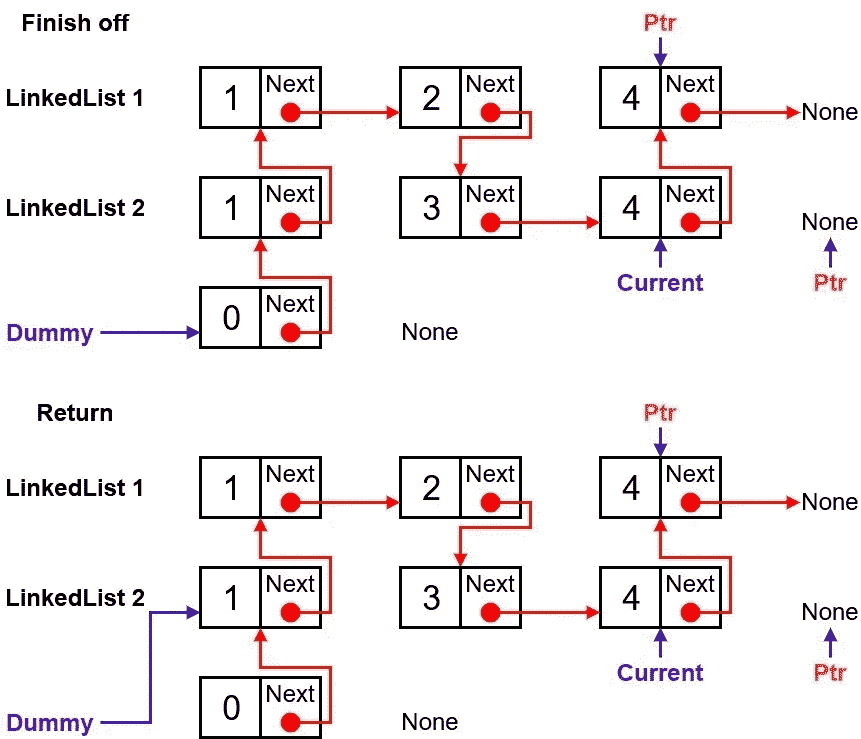 Finish off
Ptr
LinkedList 1
1 Next
2 Next
4 Next
None
LinkedList 2
1 Next
3 Next
4 Next
None
Current
Ptr
Dummy
0 Next
None
Return
Ptr
LinkedList 1
1 Next
2 Next
4 Next
None
LinkedList 2
1 Next
3 Next
4 Next
None
Current
Ptr
Dummy
0 Next
None